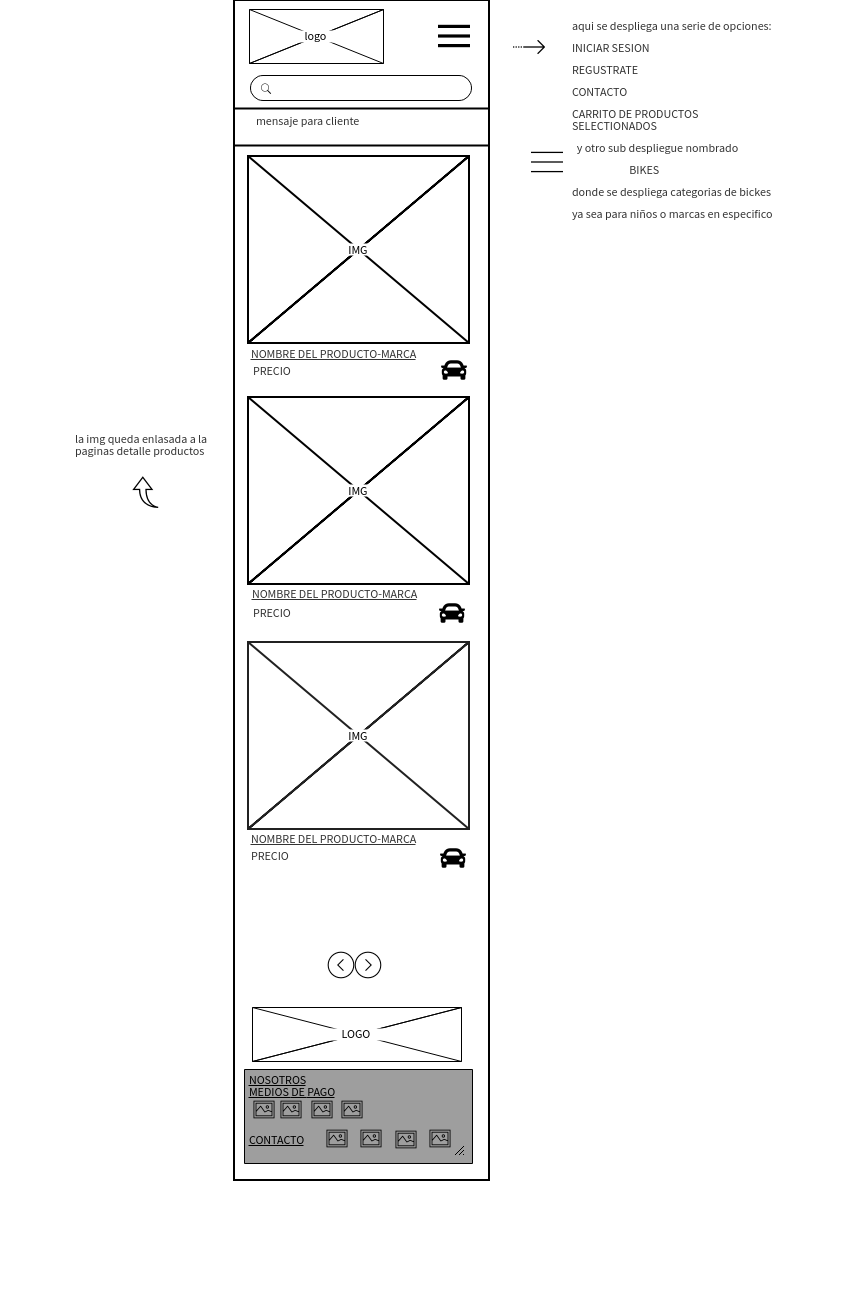 logo
mensaje para cliente
IMG
NOMBRE DEL PRODUCTO-MARCA
PRECIO
IMG
NOMBRE DEL PRODUCTO-MARCA
PRECIO
IMG
NOMBRE DEL PRODUCTO-MARCA
PRECIO
LOGO
NOSOTROS
MEDIOS DE PAGO
CONTACTO
la img queda enlasada a la
paginas detalle productos
aqui se despliega una serie de opciones:
INICIAR SESION
REGUSTRATE
CONTACTO
CARRITO DE PRODUCTOS
SELECTIONADOS
y otro sub despliegue nombrado
BIKES
donde se despliega categorias de bickes
ya sea para niños o marcas en especifico